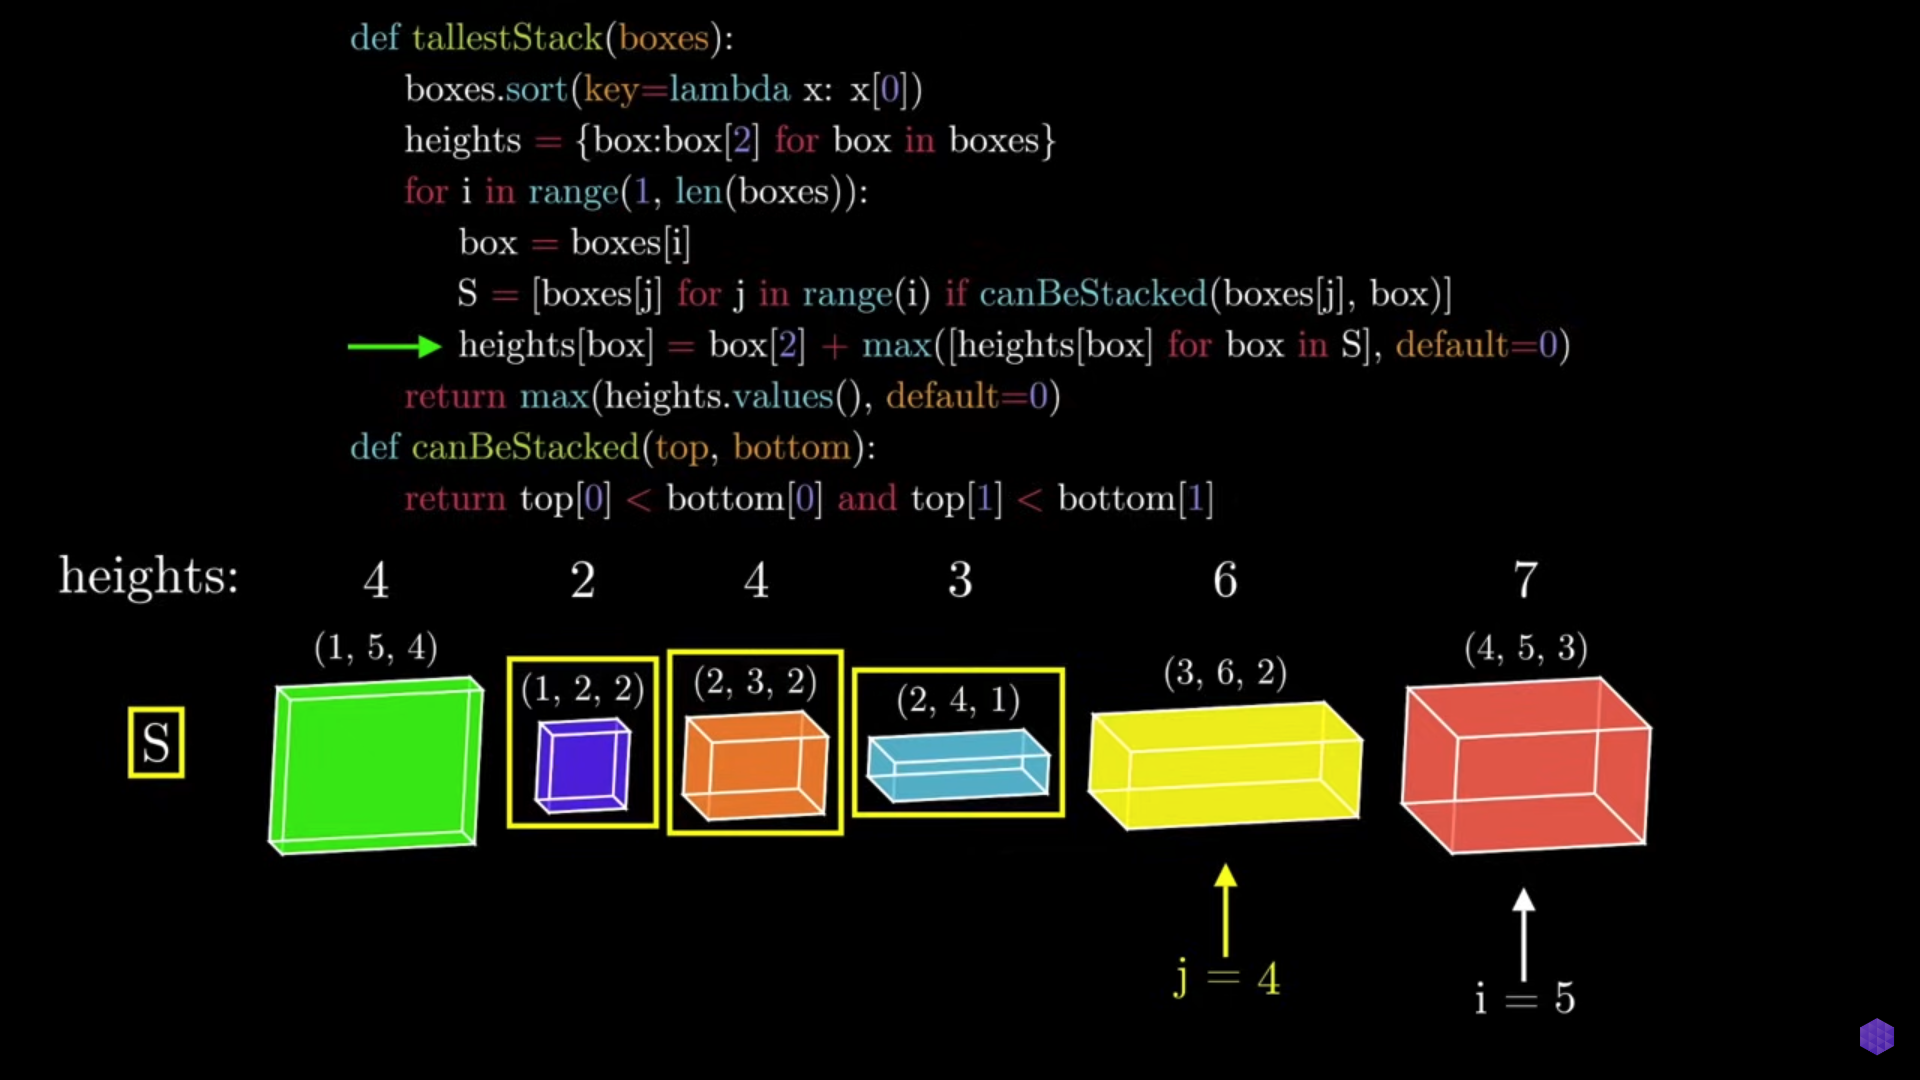 def tallestStack(boxes):
boxes.sort(key=lambda x: x[0])
heights = {box:box[2] for box in boxes}
for i in range(1, len(boxes)):
box = boxes[i]
S = [boxes[j] for j in range(i) if canBeStacked(boxes[j], box)]
heights[box] = box[2] + max([heights[box] for box in S], default=0)
return max(heights.values(), default=0)
def canBeStacked(top, bottom):
return top[0] < bottom[0] and top[1] < bottom[1]
heights: 4 2 4 3 6 7
(1, 5, 4) (1, 2, 2) (2, 3, 2) (2, 4, 1) (3, 6, 2) (4, 5, 3)
S
j = 4
i = 5